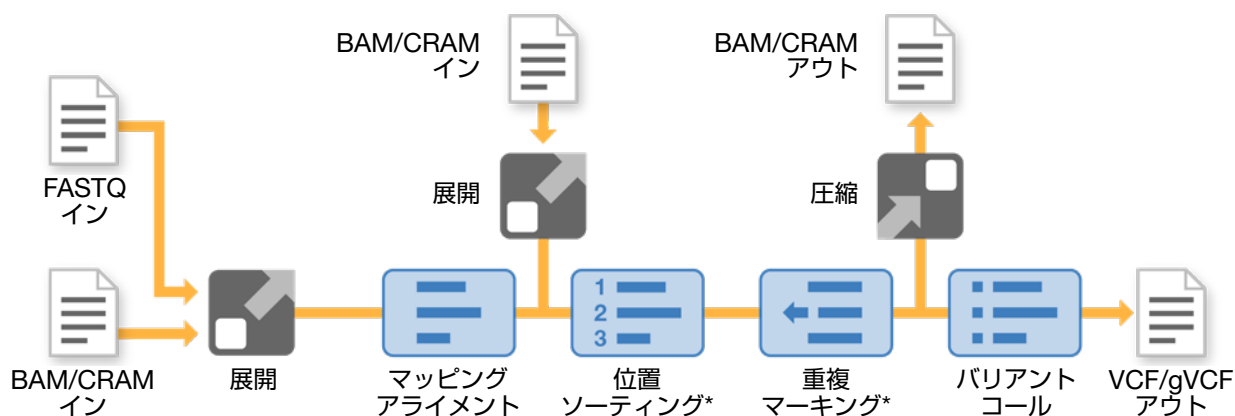 BAM/CRAM
イン
BAM/CRAM
アウト
FASTQ
イン
展開
圧縮
1
2
3
BAM/CRAM
イン
展開
マッピング
アライメント
位置
ソーティング*
重複
マーキング*
バリアント
コール
VCF/gVCF
アウト